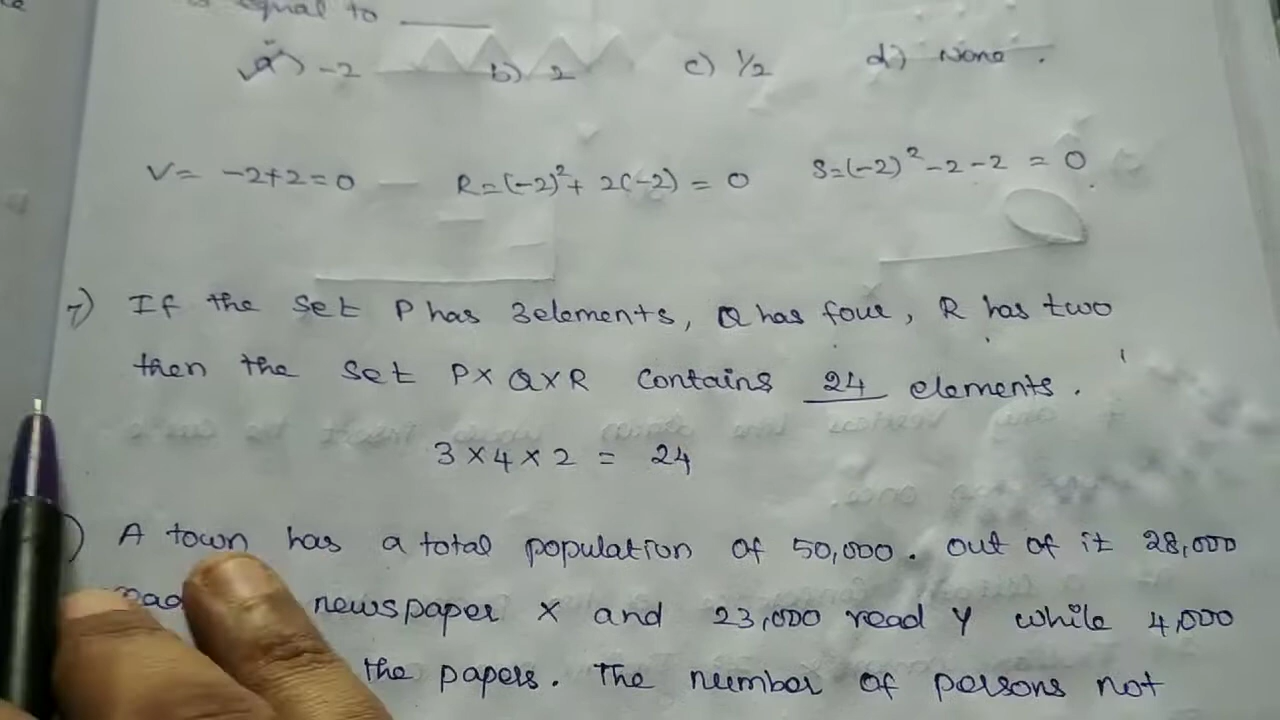 equal to ______
a) -2 b) 2 c) 1/2 d) None .
V = -2+2=0 R=(-2)²+ 2(-2) = 0 S=(-2)²-2-2 = 0
7) If the set P has 3elements, Q has four, R has two
then the set P× Q×R contains 24 elements .
3 × 4 × 2 = 24
) A town has a total population of 50,000. out of it 28,000
newspaper X and 23,000 read Y while 4,000
the papers. The number of persons not